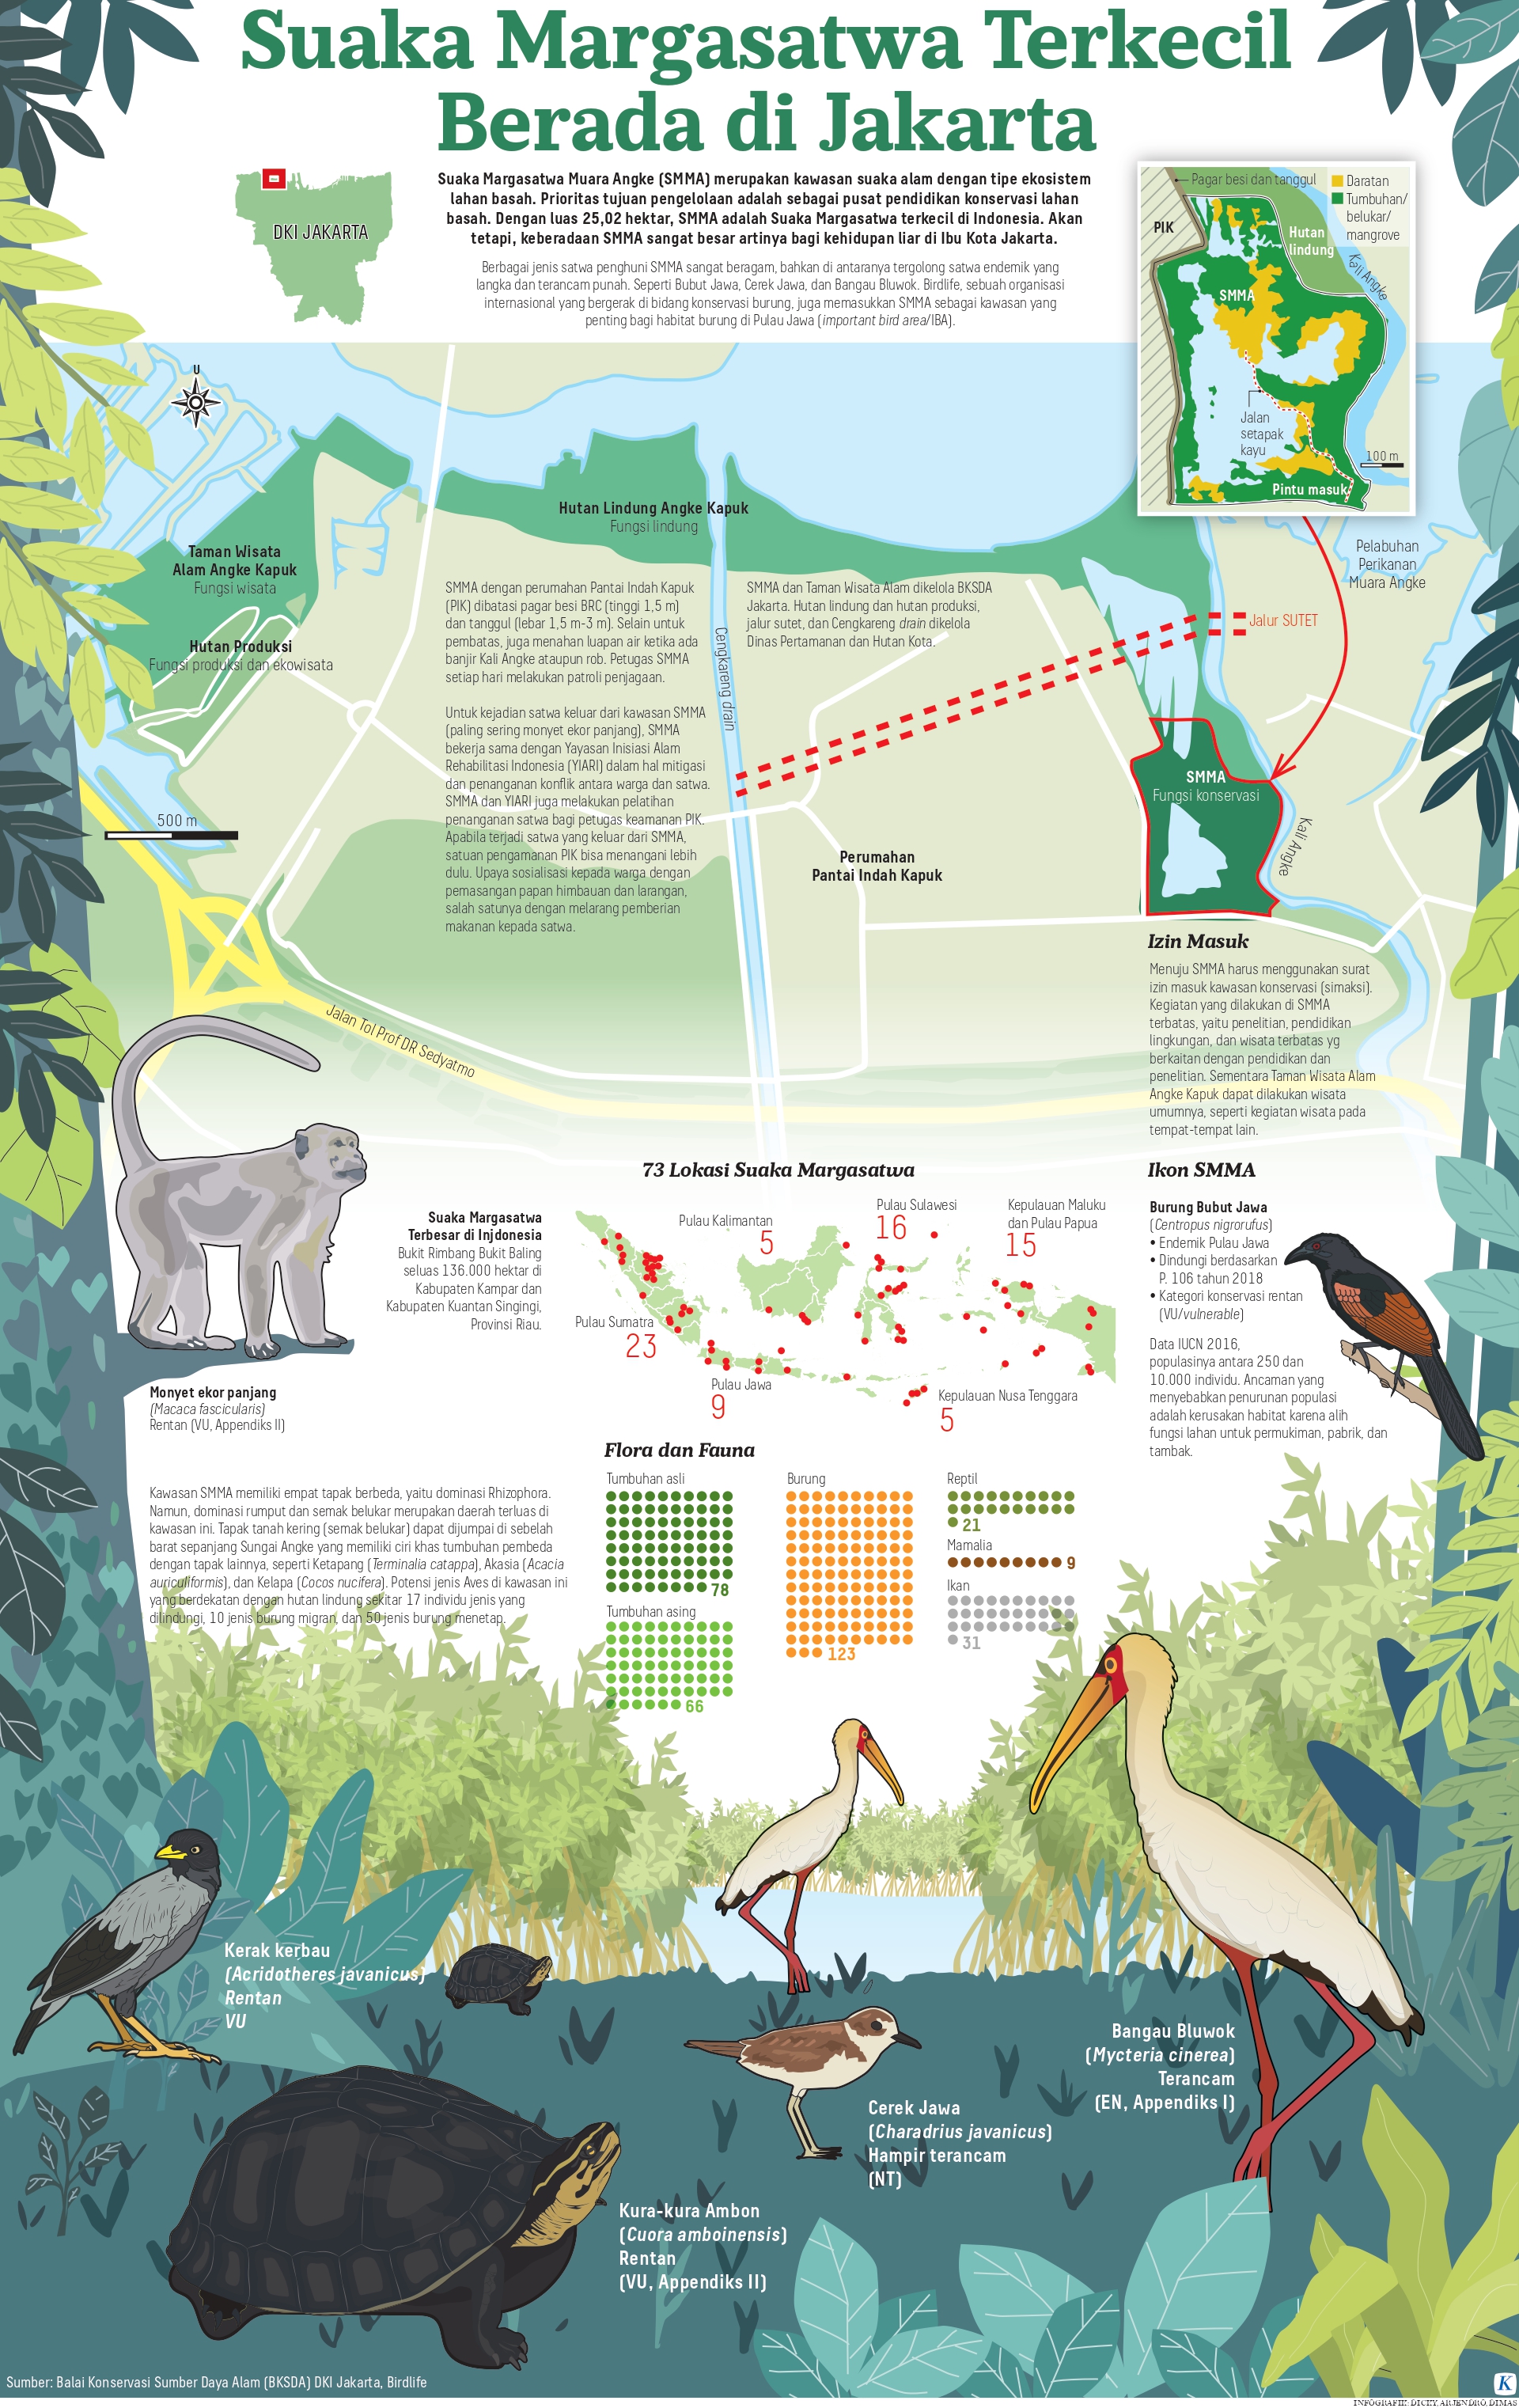 Suaka Margasatwa Terkecil
Berada di Jakarta
DKI JAKARTA
Suaka Margasatwa Muara Angke (SMMA) merupakan kawasan suaka alam dengan tipe ekosistem
lahan basah. Prioritas tujuan pengelolaan adalah sebagai pusat pendidikan konservasi lahan
basah. Dengan luas 25,02 hektar, SMMA adalah Suaka Margasatwa terkecil di Indonesia. Akan
tetapi, keberadaan SMMA sangat besar artinya bagi kehidupan liar di Ibu Kota Jakarta.
Berbagai jenis satwa penghuni SMMA sangat beragam, bahkan di antaranya tergolong satwa endemik yang
langka dan terancam punah. Seperti Bubut Jawa, Cerek Jawa, dan Bangau Bluwok. Birdlife, sebuah organisasi
internasional yang bergerak di bidang konservasi burung, juga memasukkan SMMA sebagai kawasan yang
penting bagi habitat burung di Pulau Jawa (important bird area/IBA).
Pagar besi dan tanggul
Daratan
Tumbuhan/
belukar/
mangrove
PIK
Hutan
lindung
Kali Angke
SMMA
Jalan
setapak
kayu
100 m
Pintu masuk
U
Hutan Lindung Angke Kapuk
Fungsi lindung
Taman Wisata
Alam Angke Kapuk
Fungsi wisata
Hutan Produksi
Fungsi produksi dan ekowisata
Pelabuhan
Perikanan
Muara Angke
Jalur SUTET
SMMA dengan perumahan Pantai Indah Kapuk
(PIK) dibatasi pagar besi BRC (tinggi 1,5 m)
dan tanggul (lebar 1,5 m-3 m). Selain untuk
pembatas, juga menahan luapan air ketika ada
banjir Kali Angke ataupun rob. Petugas SMMA
setiap hari melakukan patroli penjagaan.
Untuk kejadian satwa keluar dari kawasan SMMA
(paling sering monyet ekor panjang), SMMA
bekerja sama dengan Yayasan Inisiasi Alam
Rehabilitasi Indonesia (YIARI) dalam hal mitigasi
dan penanganan konflik antara warga dan satwa.
SMMA dan YIARI juga melakukan pelatihan
penanganan satwa bagi petugas keamanan PIK.
Apabila terjadi satwa yang keluar dari SMMA,
satuan pengamanan PIK bisa menangani lebih
dulu. Upaya sosialisasi kepada warga dengan
pemasangan papan himbauan dan larangan,
salah satunya dengan melarang pemberian
makanan kepada satwa.
SMMA dan Taman Wisata Alam dikelola BKSDA
Jakarta. Hutan lindung dan hutan produksi,
jalur sutet, dan Cengkareng drain dikelola
Dinas Pertamanan dan Hutan Kota.
Cengkareng drain
500 m
Perumahan
Pantai Indah Kapuk
SMMA
Fungsi konservasi
Kali Angke
Jalan Tol Prof DR Sedyatmo
Izin Masuk
Menuju SMMA harus menggunakan surat
izin masuk kawasan konservasi (simaksi).
Kegiatan yang dilakukan di SMMA
terbatas, yaitu penelitian, pendidikan
lingkungan, dan wisata terbatas yg
berkaitan dengan pendidikan dan
penelitian. Sementara Taman Wisata Alam
Angke Kapuk dapat dilakukan wisata
umumnya, seperti kegiatan wisata pada
tempat-tempat lain.
73 Lokasi Suaka Margasatwa
Suaka Margasatwa
Terbesar di Injdonesia
Bukit Rimbang Bukit Baling
seluas 136.000 hektar di
Kabupaten Kampar dan
Kabupaten Kuantan Singingi,
Provinsi Riau.
Pulau Kalimantan
5
Pulau Sulawesi
16
Kepulauan Maluku
dan Pulau Papua
15
Pulau Sumatra
23
Pulau Jawa
9
Kepulauan Nusa Tenggara
5
Ikon SMMA
Burung Bubut Jawa
(Centropus nigrorufus)
• Endemik Pulau Jawa
• Dindungi berdasarkan
P. 106 tahun 2018
• Kategori konservasi rentan
(VU/vulnerable)
Data IUCN 2016,
populasinya antara 250 dan
10.000 individu. Ancaman yang
menyebabkan penurunan populasi
adalah kerusakan habitat karena alih
fungsi lahan untuk permukiman, pabrik, dan
tambak.
Monyet ekor panjang
(Macaca fascicularis)
Rentan (VU, Appendiks II)
Kawasan SMMA memiliki empat tapak berbeda, yaitu dominasi Rhizophora.
Namun, dominasi rumput dan semak belukar merupakan daerah terluas di
kawasan ini. Tapak tanah kering (semak belukar) dapat dijumpai di sebelah
barat sepanjang Sungai Angke yang memiliki ciri khas tumbuhan pembeda
dengan tapak lainnya, seperti Ketapang (Terminalia catappa), Akasia (Acacia
auriculiformis), dan Kelapa (Cocos nucifera). Potensi jenis Aves di kawasan ini
yang berdekatan dengan hutan lindung sekitar 17 individu jenis yang
dilindungi, 10 jenis burung migran, dan 50 jenis burung menetap.
Flora dan Fauna
Tumbuhan asli
78
Tumbuhan asing
66
Burung
123
Reptil
21
Mamalia
9
Ikan
31
Kerak kerbau
(Acridotheres javanicus)
Rentan
VU
Bangau Bluwok
(Mycteria cinerea)
Terancam
(EN, Appendiks I)
Cerek Jawa
(Charadrius javanicus)
Hampir terancam
(NT)
Kura-kura Ambon
(Cuora amboinensis)
Rentan
(VU, Appendiks II)
Sumber: Balai Konservasi Sumber Daya Alam (BKSDA) DKI Jakarta, Birdlife
K
INFOGRAFIK: DICKY, ARJENDRO, DIMAS